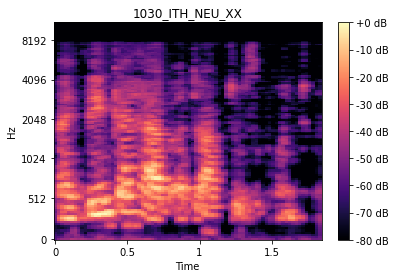 1030_ITH_NEU_XX
+0 dB
8192
-10 dB
4096
-20 dB
-30 dB
2048
Hz
-40 dB
1024
-50 dB
512
-60 dB
-70 dB
0
-80 dB
0 0.5 1 1.5
Time